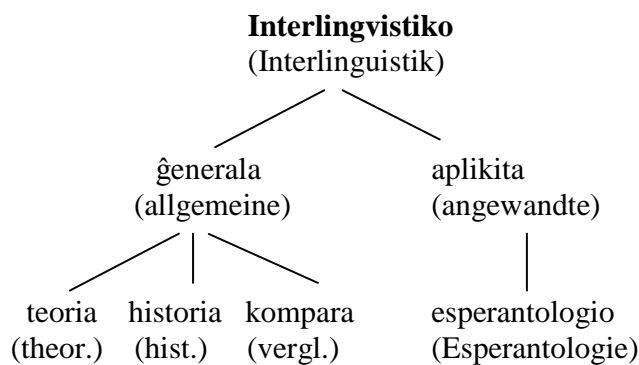 Interlingvistiko
(Interlinguistik)
ĝenerala aplikita
(allgemeine) (angewandte)
teoria historia kompara esperantologio
(theor.) (hist.) (vergl.) (Esperantologie)